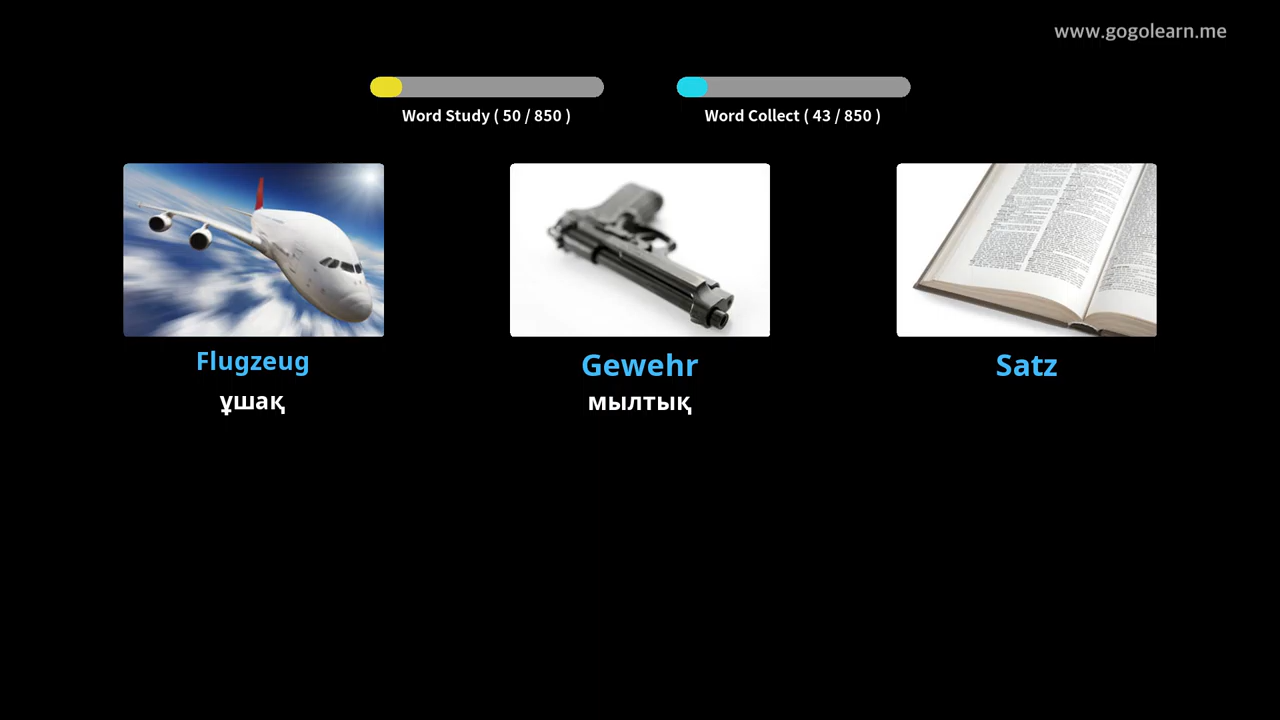 www.gogolearn.me
Word Study ( 50 / 850 )
Word Collect ( 43 / 850 )
Flugzeug
Gewehr
Satz
ұшақ
мылтық